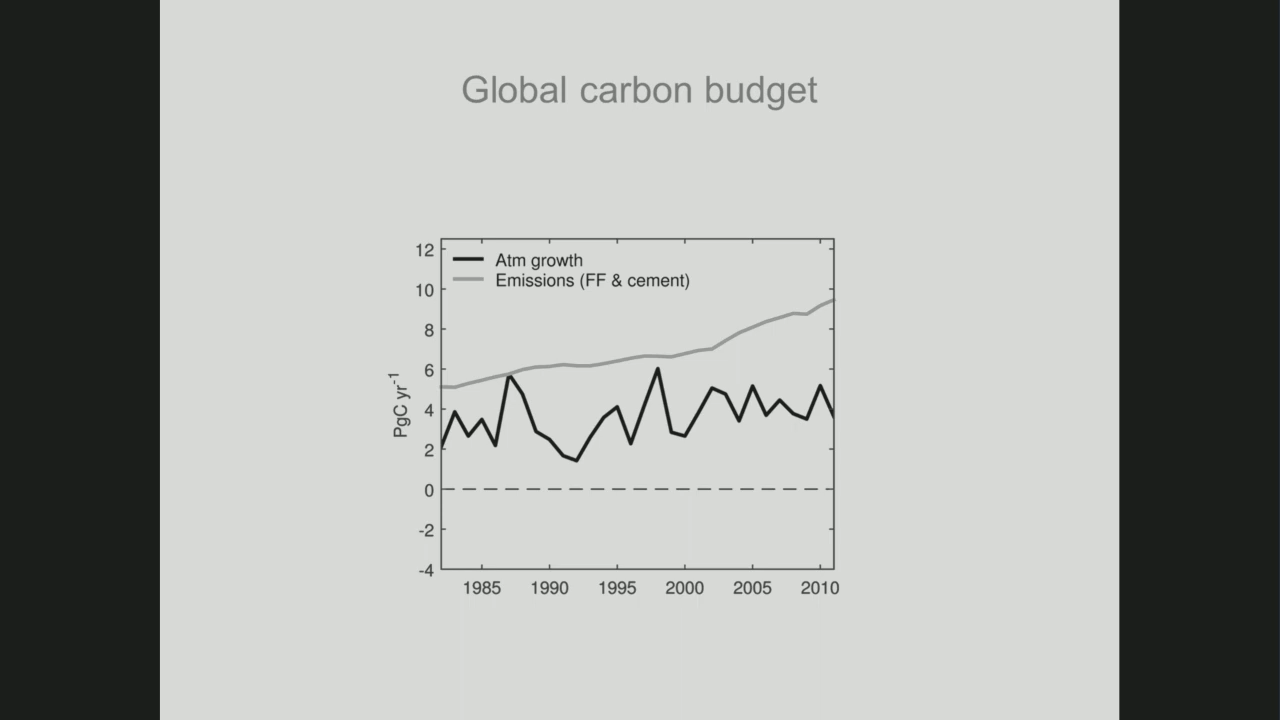 Global carbon budget
12
10
8
6
4
2
0
-2
-4
PgC yr-1
Atm growth
Emissions (FF & cement)
1985 1990 1995 2000 2005 2010